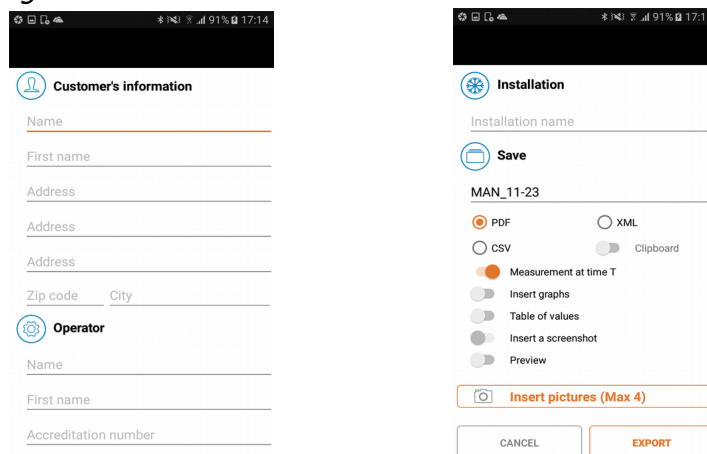 91% 17:14
Customer's information
Name
First name
Address
Address
Address
Zip code City
Operator
Name
First name
Accreditation number
91% 17:1
Installation
Installation name
Save
MAN_11-23
PDF XML
CSV Clipboard
Measurement at time T
Insert graphs
Table of values
Insert a screenshot
Preview
Insert pictures (Max 4)
CANCEL EXPORT